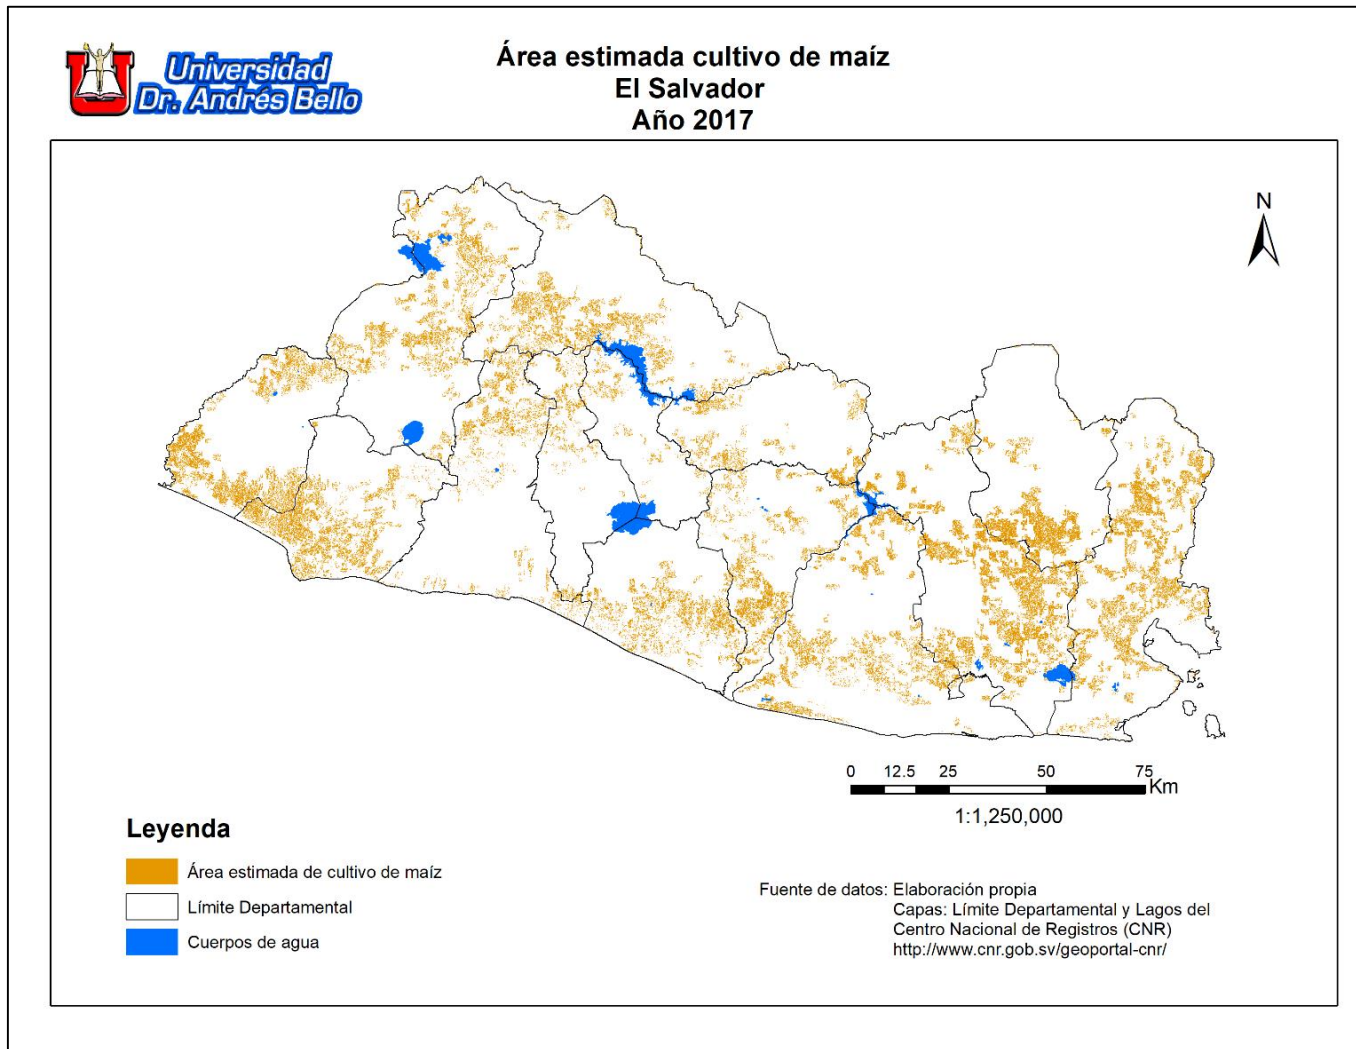 Universidad
Dr. Andrés Bello
Área estimada cultivo de maíz
El Salvador
Año 2017
N
0 12.5 25 50 75
Km
1:1,250,000
Leyenda
Área estimada de cultivo de maíz
Límite Departamental
Cuerpos de agua
Fuente de datos: Elaboración propia
Capas: Límite Departamental y Lagos del
Centro Nacional de Registros (CNR)
http://www.cnr.gob.sv/geoportal-cnr/